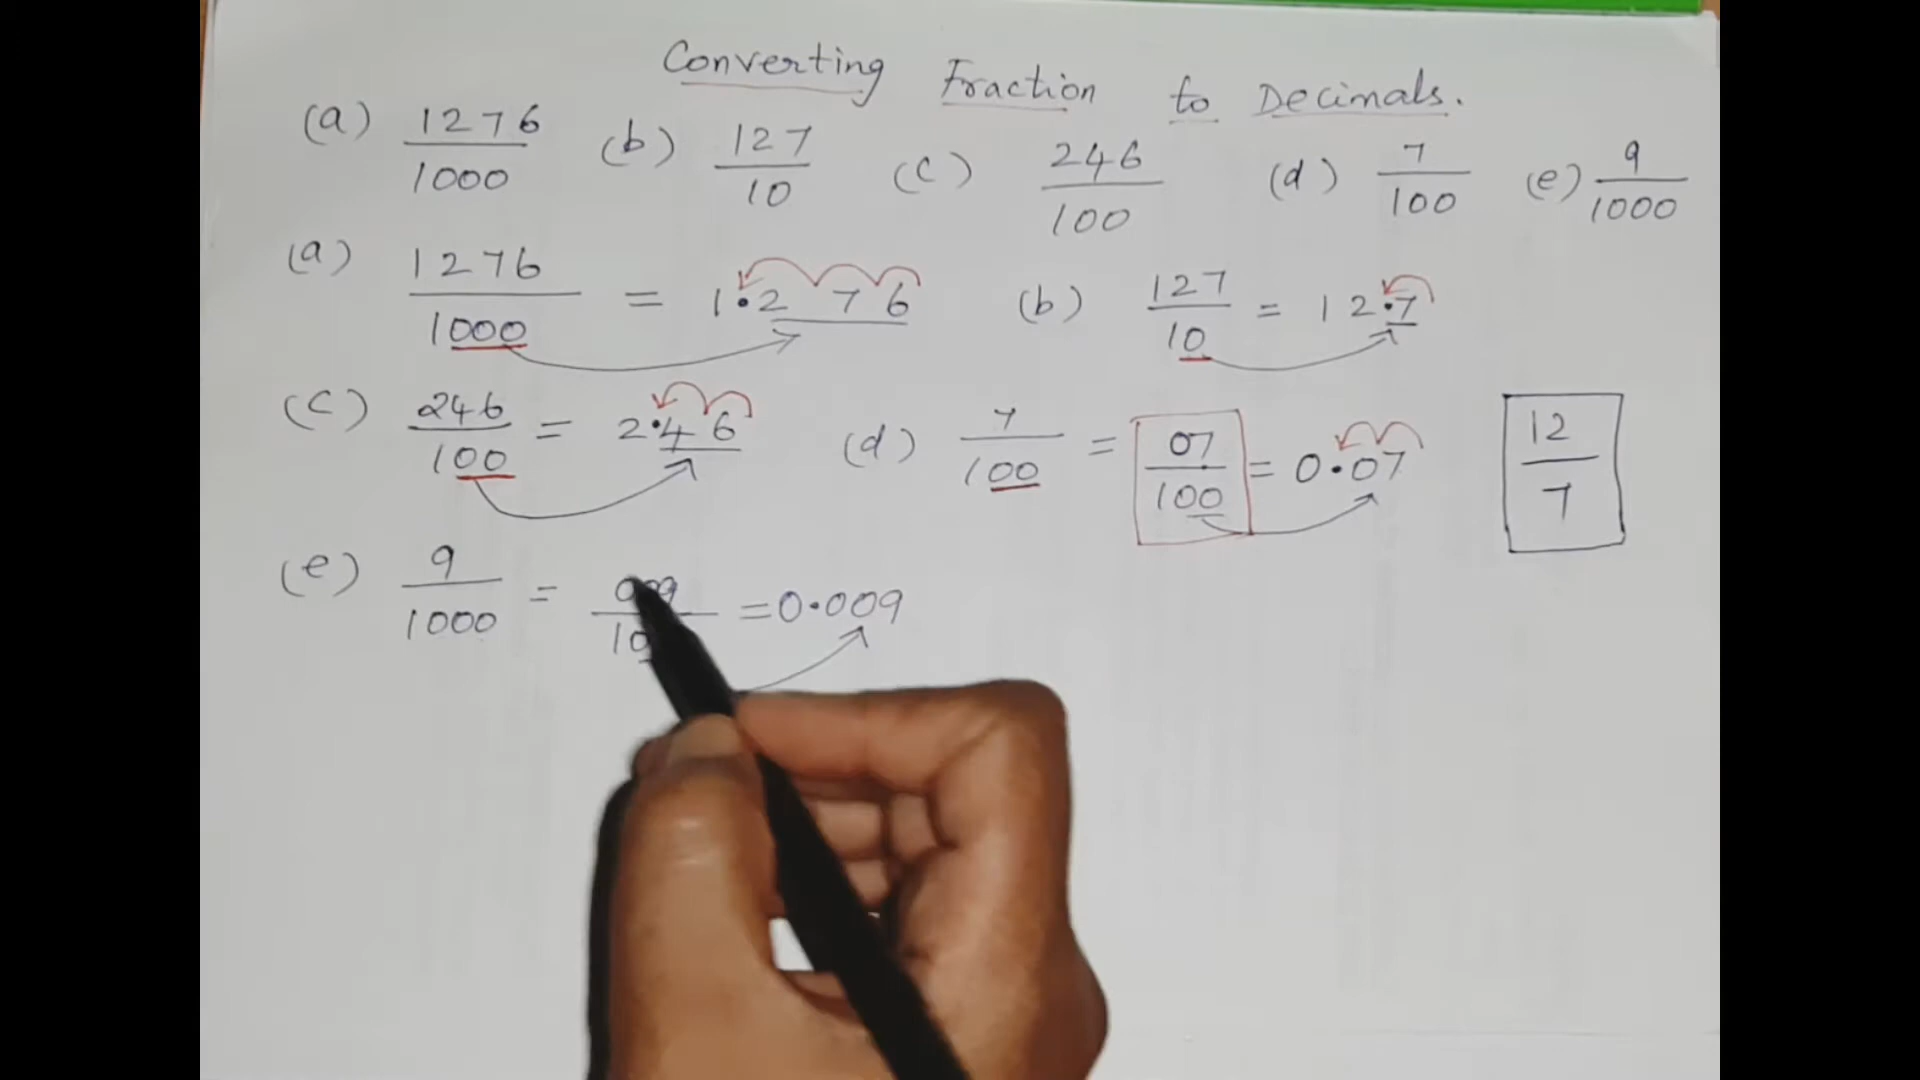 Converting Fraction to Decimals.
(a) 1276/1000 (b) 127/10 (c) 246/100 (d) 7/100 (e) 9/1000
(a) 1276/1000 = 1.276 (b) 127/10 = 12.7
(c) 246/100 = 2.46 (d) 7/100 = 07/100 = 0.07 12/7
(e) 9/1000 = 009/10 = 0.009